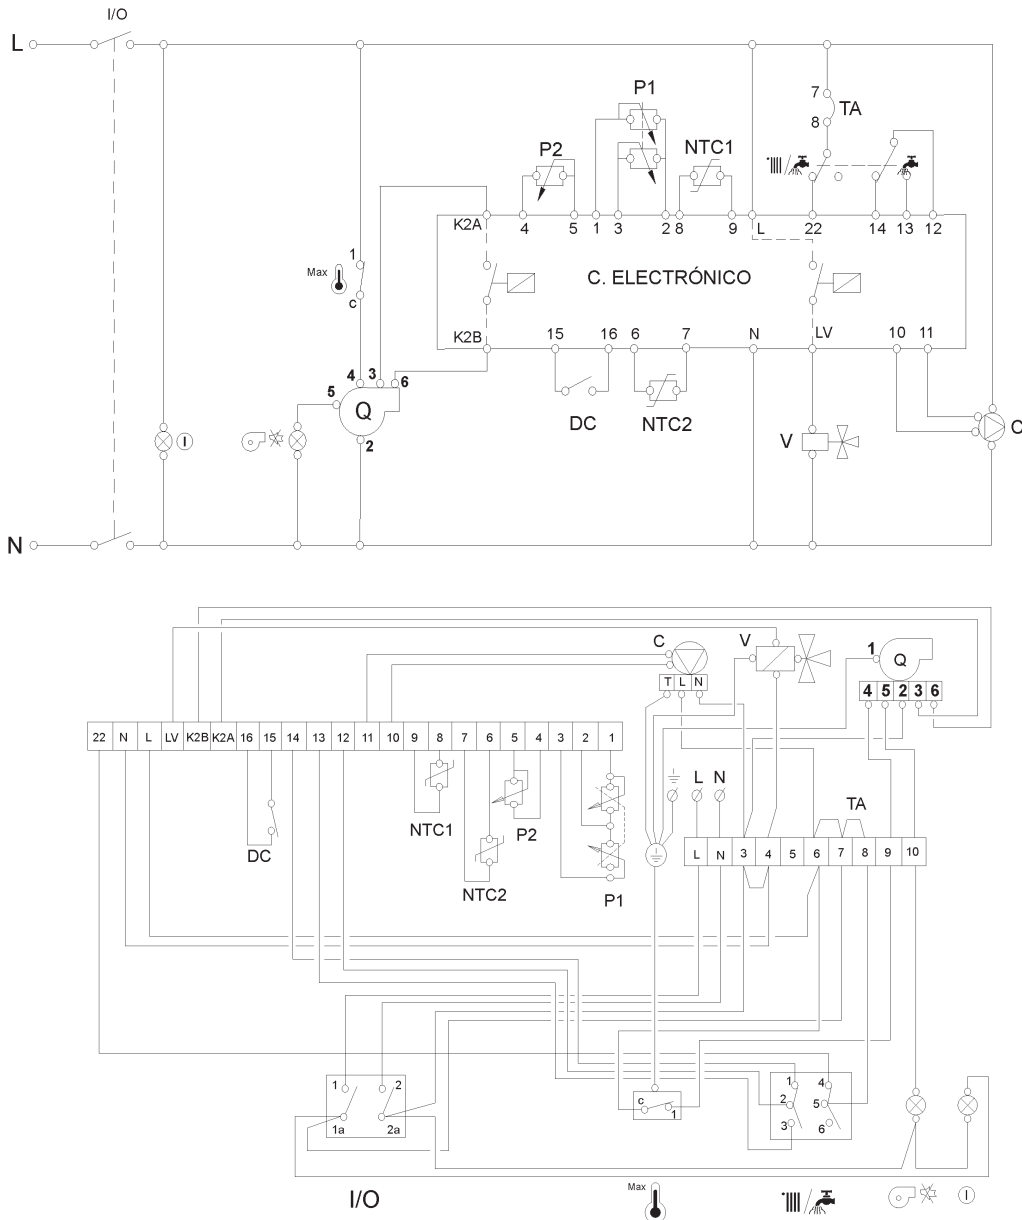 I/O
L
P1
7
TA
8
P2
NTC1
K2A
4
5
1
3
2
8
9
L
22
14
13
12
1
Max
c
C. ELECTRÓNICO
K2B
15
16
6
7
N
LV
10
11
4
3
6
5
Q
2
DC
NTC2
I
V
C
N
C
V
1
Q
T L N
4 5 2 3 6
22 N L LV K2B K2A 16 15 14 13 12 11 10 9 8 7 6 5 4 3 2 1
L N
TA
NTC1
P2
DC
NTC2
P1
L N 3 4 5 6 7 8 9 10
1
2
1a
2a
c
1
1
4
2
5
3
6
I/O
Max
I